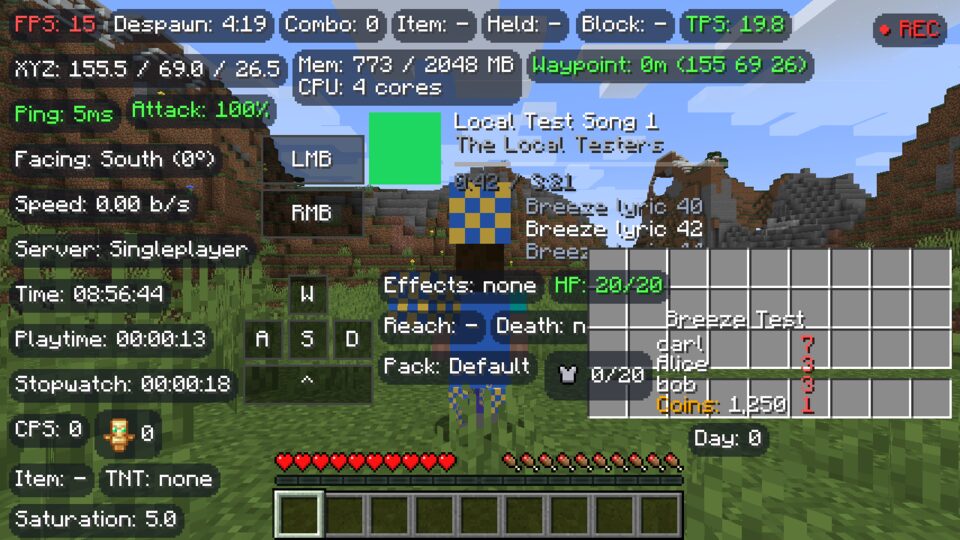 FPS: 15 Despawn: 4:19 Combo: 0 Item: - Held: - Block: - TPS: 19.8 • REC
XYZ: 155.5 / 69.0 / 26.5 Mem: 773 / 2048 MB Waypoint: 0m (155 69 26)
CPU: 4 cores
Ping: 5ms Attack: 100%
Local Test Song 1
The Local Testers
Facing: South (0°) LMB
0:42 / 3:21
Speed: 0.00 b/s RMB
Breeze lyric 40
Breeze lyric 42
Server: Singleplayer Breeze
Time: 08:56:44 W Effects: none HP: 20/20
Playtime: 00:00:13 A S D Reach: - Death: n
Breeze Test
darl 7
Alice 3
bob 3
Coins: 1,250 1
Pack: Default
0/20
Stopwatch: 00:00:18 ^
CPS: 0 0
Day: 0
Item: - TNT: none
Saturation: 5.0